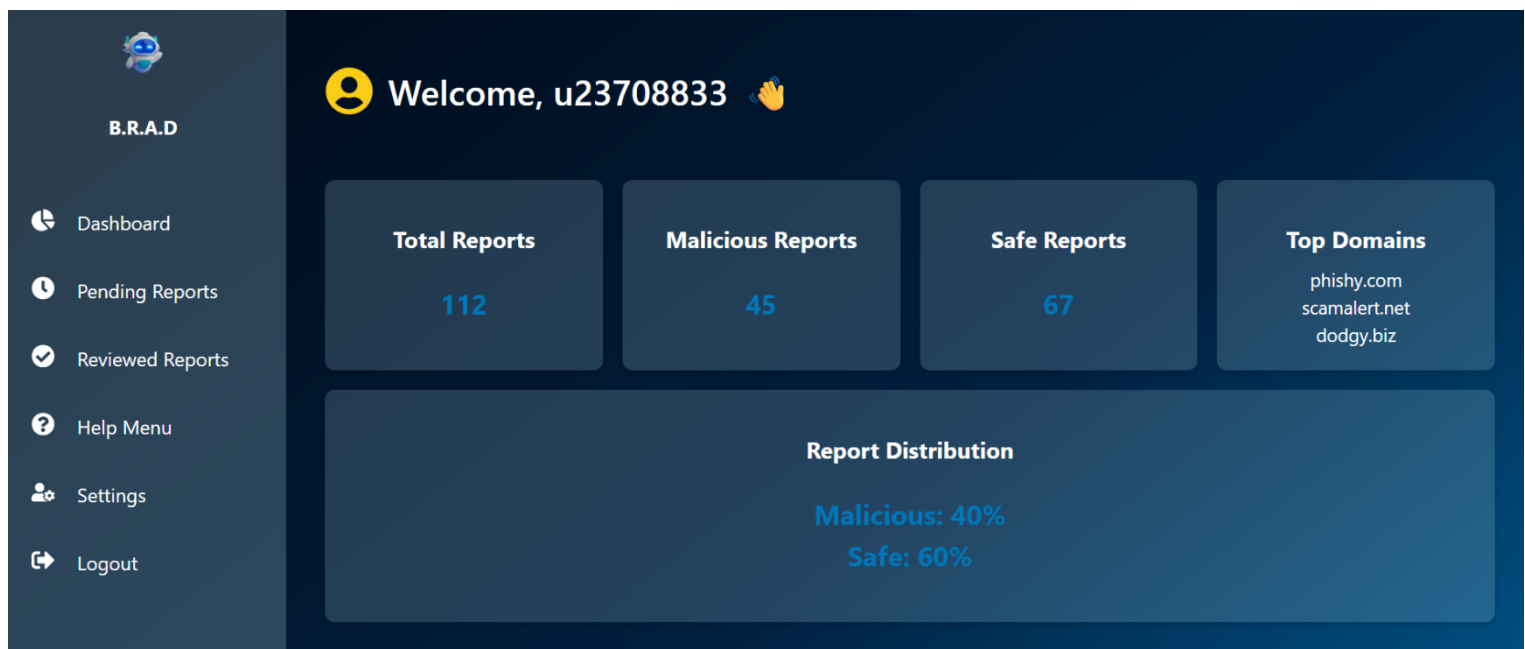 B.R.A.D
Dashboard
Pending Reports
Reviewed Reports
Help Menu
Settings
Logout
Welcome, u23708833
Total Reports
112
Malicious Reports
45
Safe Reports
67
Top Domains
phishy.com
scamalert.net
dodgy.biz
Report Distribution
Malicious: 40%
Safe: 60%